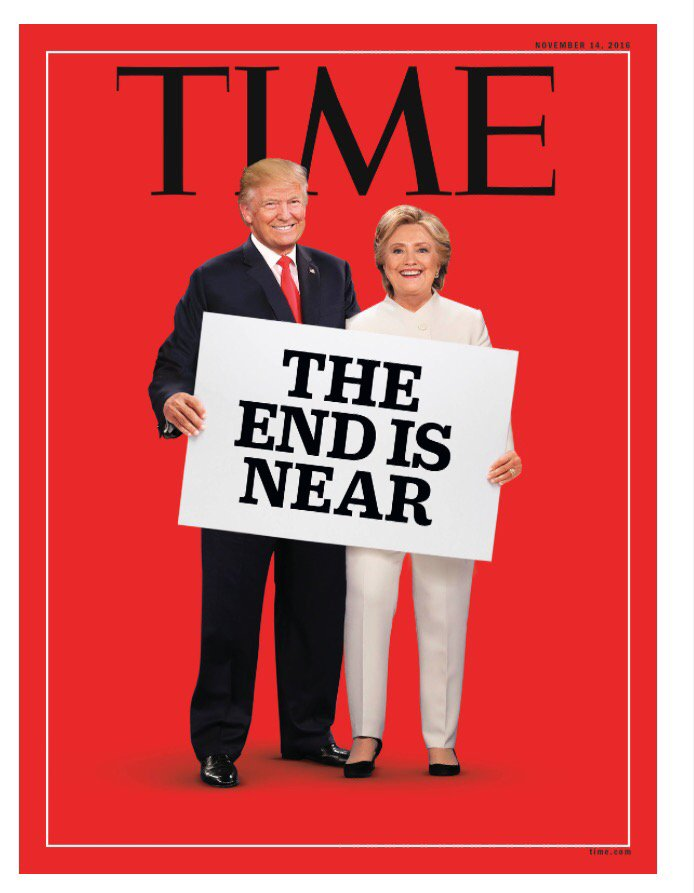 NOVEMBER 14, 2016
TIME
THE
END IS
NEAR
time.com